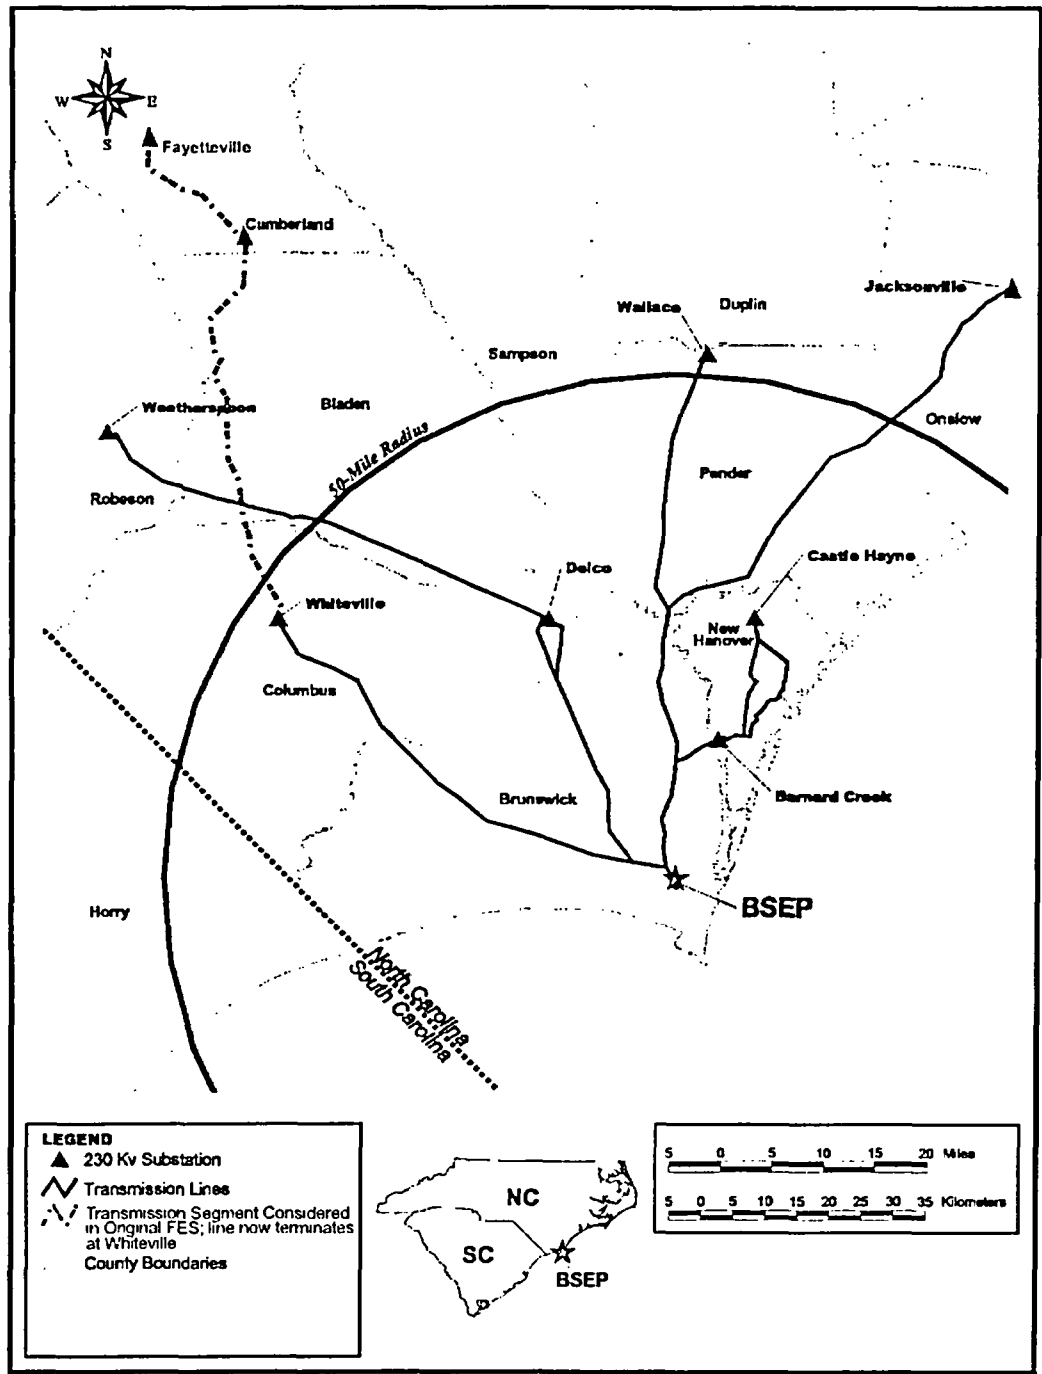 N
W E
S
Fayetteville
Cumberland
Jacksonville
Wallace
Duplin
Sampson
Weatherspoon
Bladen
Onslow
50-Mile Radius
Pender
Robeson
Castle Hayne
Delco
Whiteville
New
Hanover
Columbus
Brunswick
Barnard Creek
BSEP
Horry
North Carolina
South Carolina
LEGEND
230 Kv Substation
Transmission Lines
Transmission Segment Considered
in Original FES; line now terminates
at Whiteville
County Boundaries
NC
SC
BSEP
5 0 5 10 15 20 Miles
5 0 5 10 15 20 25 30 35 Kilometers